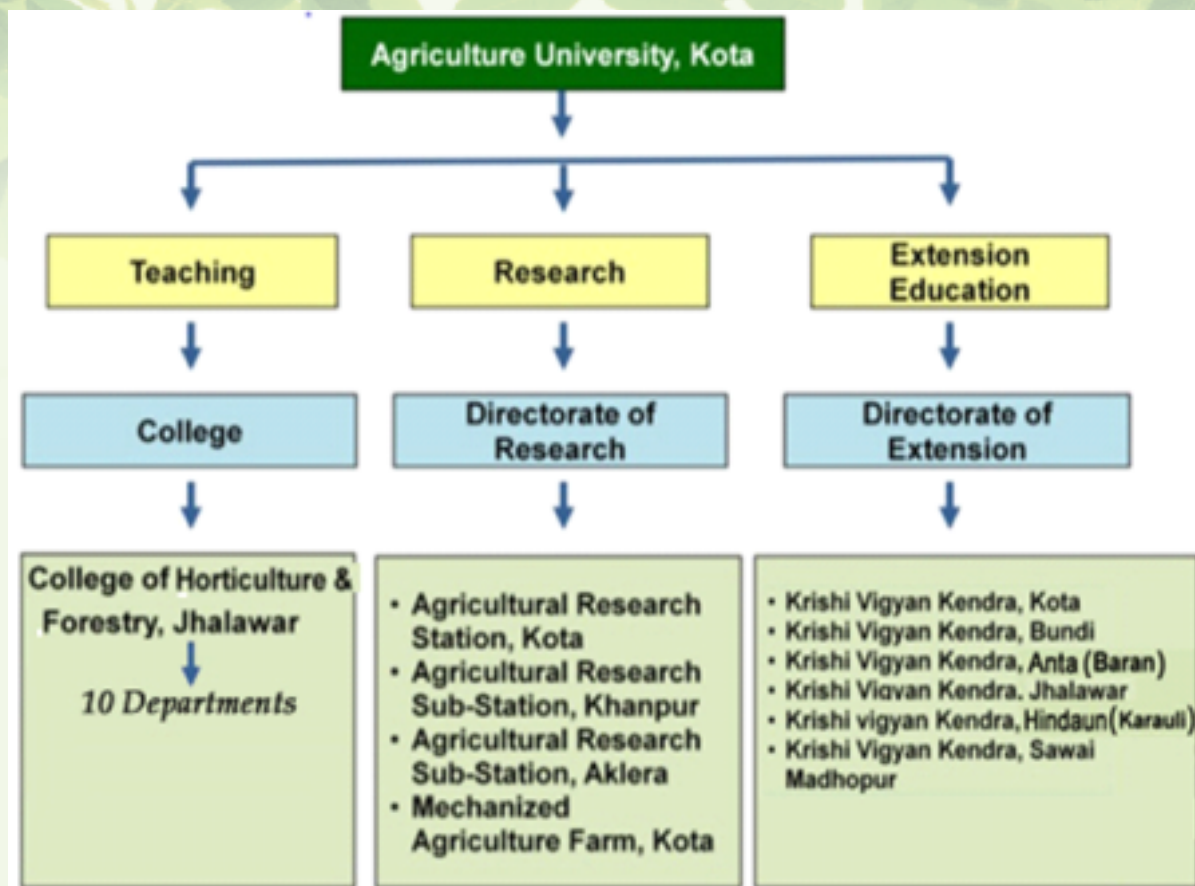 Agriculture University, Kota
Teaching
Research
Extension
Education
College
Directorate of
Research
Directorate of
Extension
College of Horticulture &
Forestry, Jhalawar
10 Departments
• Agricultural Research
Station, Kota
• Agricultural Research
Sub-Station, Khanpur
• Agricultural Research
Sub-Station, Aklera
• Mechanized
Agriculture Farm, Kota
• Krishi Vigyan Kendra, Kota
• Krishi Vigyan Kendra, Bundi
• Krishi Vigyan Kendra, Anta (Baran)
• Krishi Vigyan Kendra, Jhalawar
• Krishi vigyan Kendra, Hindaun(Karauli)
• Krishi Vigyan Kendra, Sawai
Madhopur